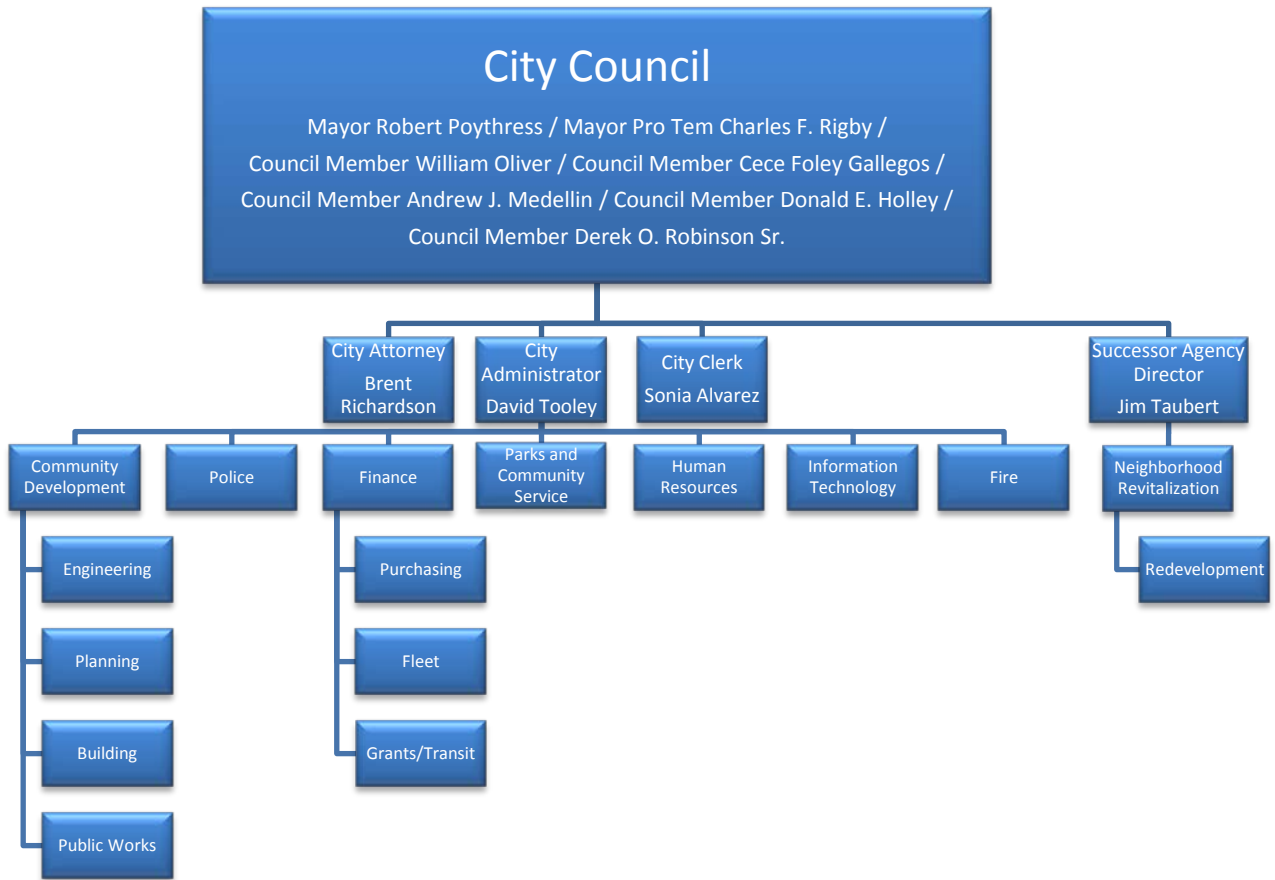 City Council
Mayor Robert Poythress / Mayor Pro Tem Charles F. Rigby /
Council Member William Oliver / Council Member Cece Foley Gallegos /
Council Member Andrew J. Medellin / Council Member Donald E. Holley /
Council Member Derek O. Robinson Sr.
City Attorney
Brent
Richardson
City
Administrator
David Tooley
City Clerk
Sonia Alvarez
Successor Agency
Director
Jim Taubert
Community
Development
Police
Finance
Parks and
Community
Service
Human
Resources
Information
Technology
Fire
Neighborhood
Revitalization
Engineering
Planning
Building
Public Works
Purchasing
Fleet
Grants/Transit
Redevelopment